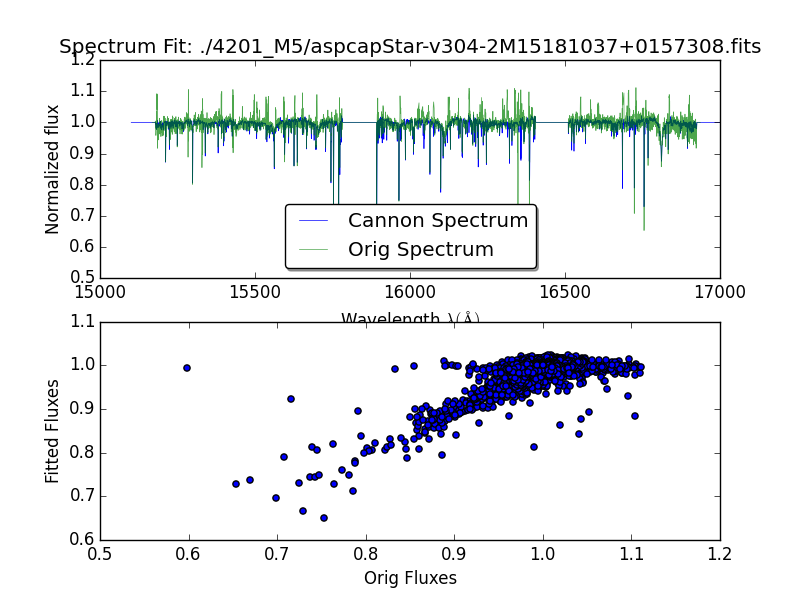 Spectrum Fit: ./4201_M5/aspcapStar-v304-2M15181037+0157308.fits
1.2
1.1
1.0
0.9
0.8
0.7
0.6
0.5
Normalized flux
Cannon Spectrum
Orig Spectrum
15000 15500 16000 16500 17000
Wavelength λ(Å)
1.1
1.0
0.9
0.8
0.7
0.6
Fitted Fluxes
0.5 0.6 0.7 0.8 0.9 1.0 1.1 1.2
Orig Fluxes